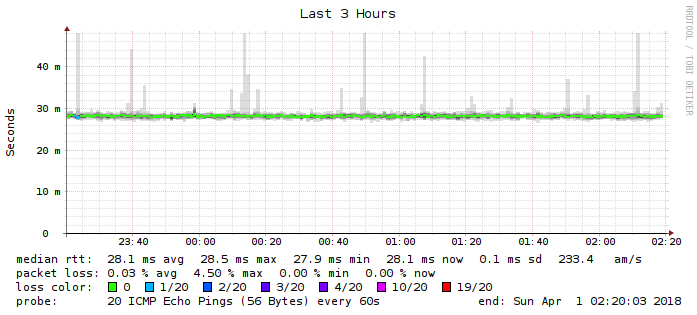 Last 3 Hours
RRDTOOL / TOBI OETIKER
Seconds
40 m
30 m
20 m
10 m
0
23:40 00:00 00:20 00:40 01:00 01:20 01:40 02:00 02:20
median rtt: 28.1 ms avg 28.5 ms max 27.9 ms min 28.1 ms now 0.1 ms sd 233.4 am/s
packet loss: 0.03 % avg 4.50 % max 0.00 % min 0.00 % now
loss color: 0 1/20 2/20 3/20 4/20 10/20 19/20
probe: 20 ICMP Echo Pings (56 Bytes) every 60s end: Sun Apr 1 02:20:03 2018